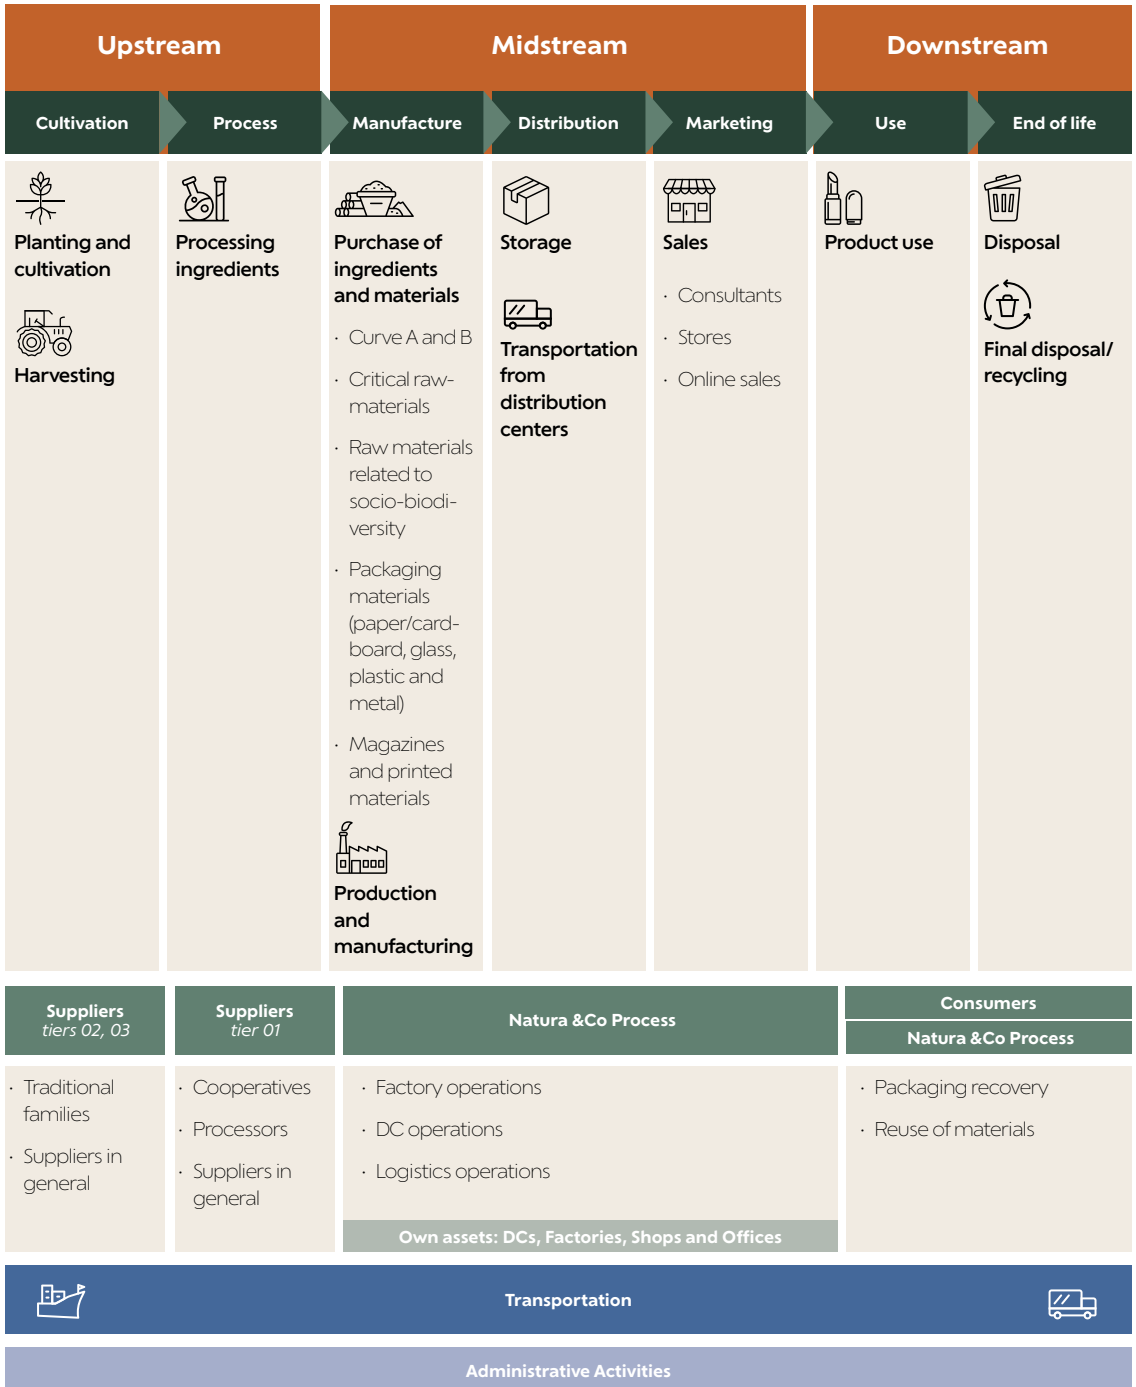 Upstream
Midstream
Downstream
Cultivation
Process
Manufacture
Distribution
Marketing
Use
End of life
Planting and
cultivation
Harvesting
Processing
ingredients
Purchase of
ingredients
and materials
· Curve A and B
· Critical raw-
materials
· Raw materials
related to
socio-biodi-
versity
· Packaging
materials
(paper/card-
board, glass,
plastic and
metal)
· Magazines
and printed
materials
Production
and
manufacturing
Storage
Transportation
from
distribution
centers
Sales
· Consultants
· Stores
· Online sales
Product use
Disposal
Final disposal/
recycling
Suppliers
tiers 02, 03
· Traditional
families
· Suppliers in
general
Suppliers
tier 01
· Cooperatives
· Processors
· Suppliers in
general
Natura &Co Process
· Factory operations
· DC operations
· Logistics operations
Own assets: DCs, Factories, Shops and Offices
Consumers
Natura &Co Process
· Packaging recovery
· Reuse of materials
Transportation
Administrative Activities